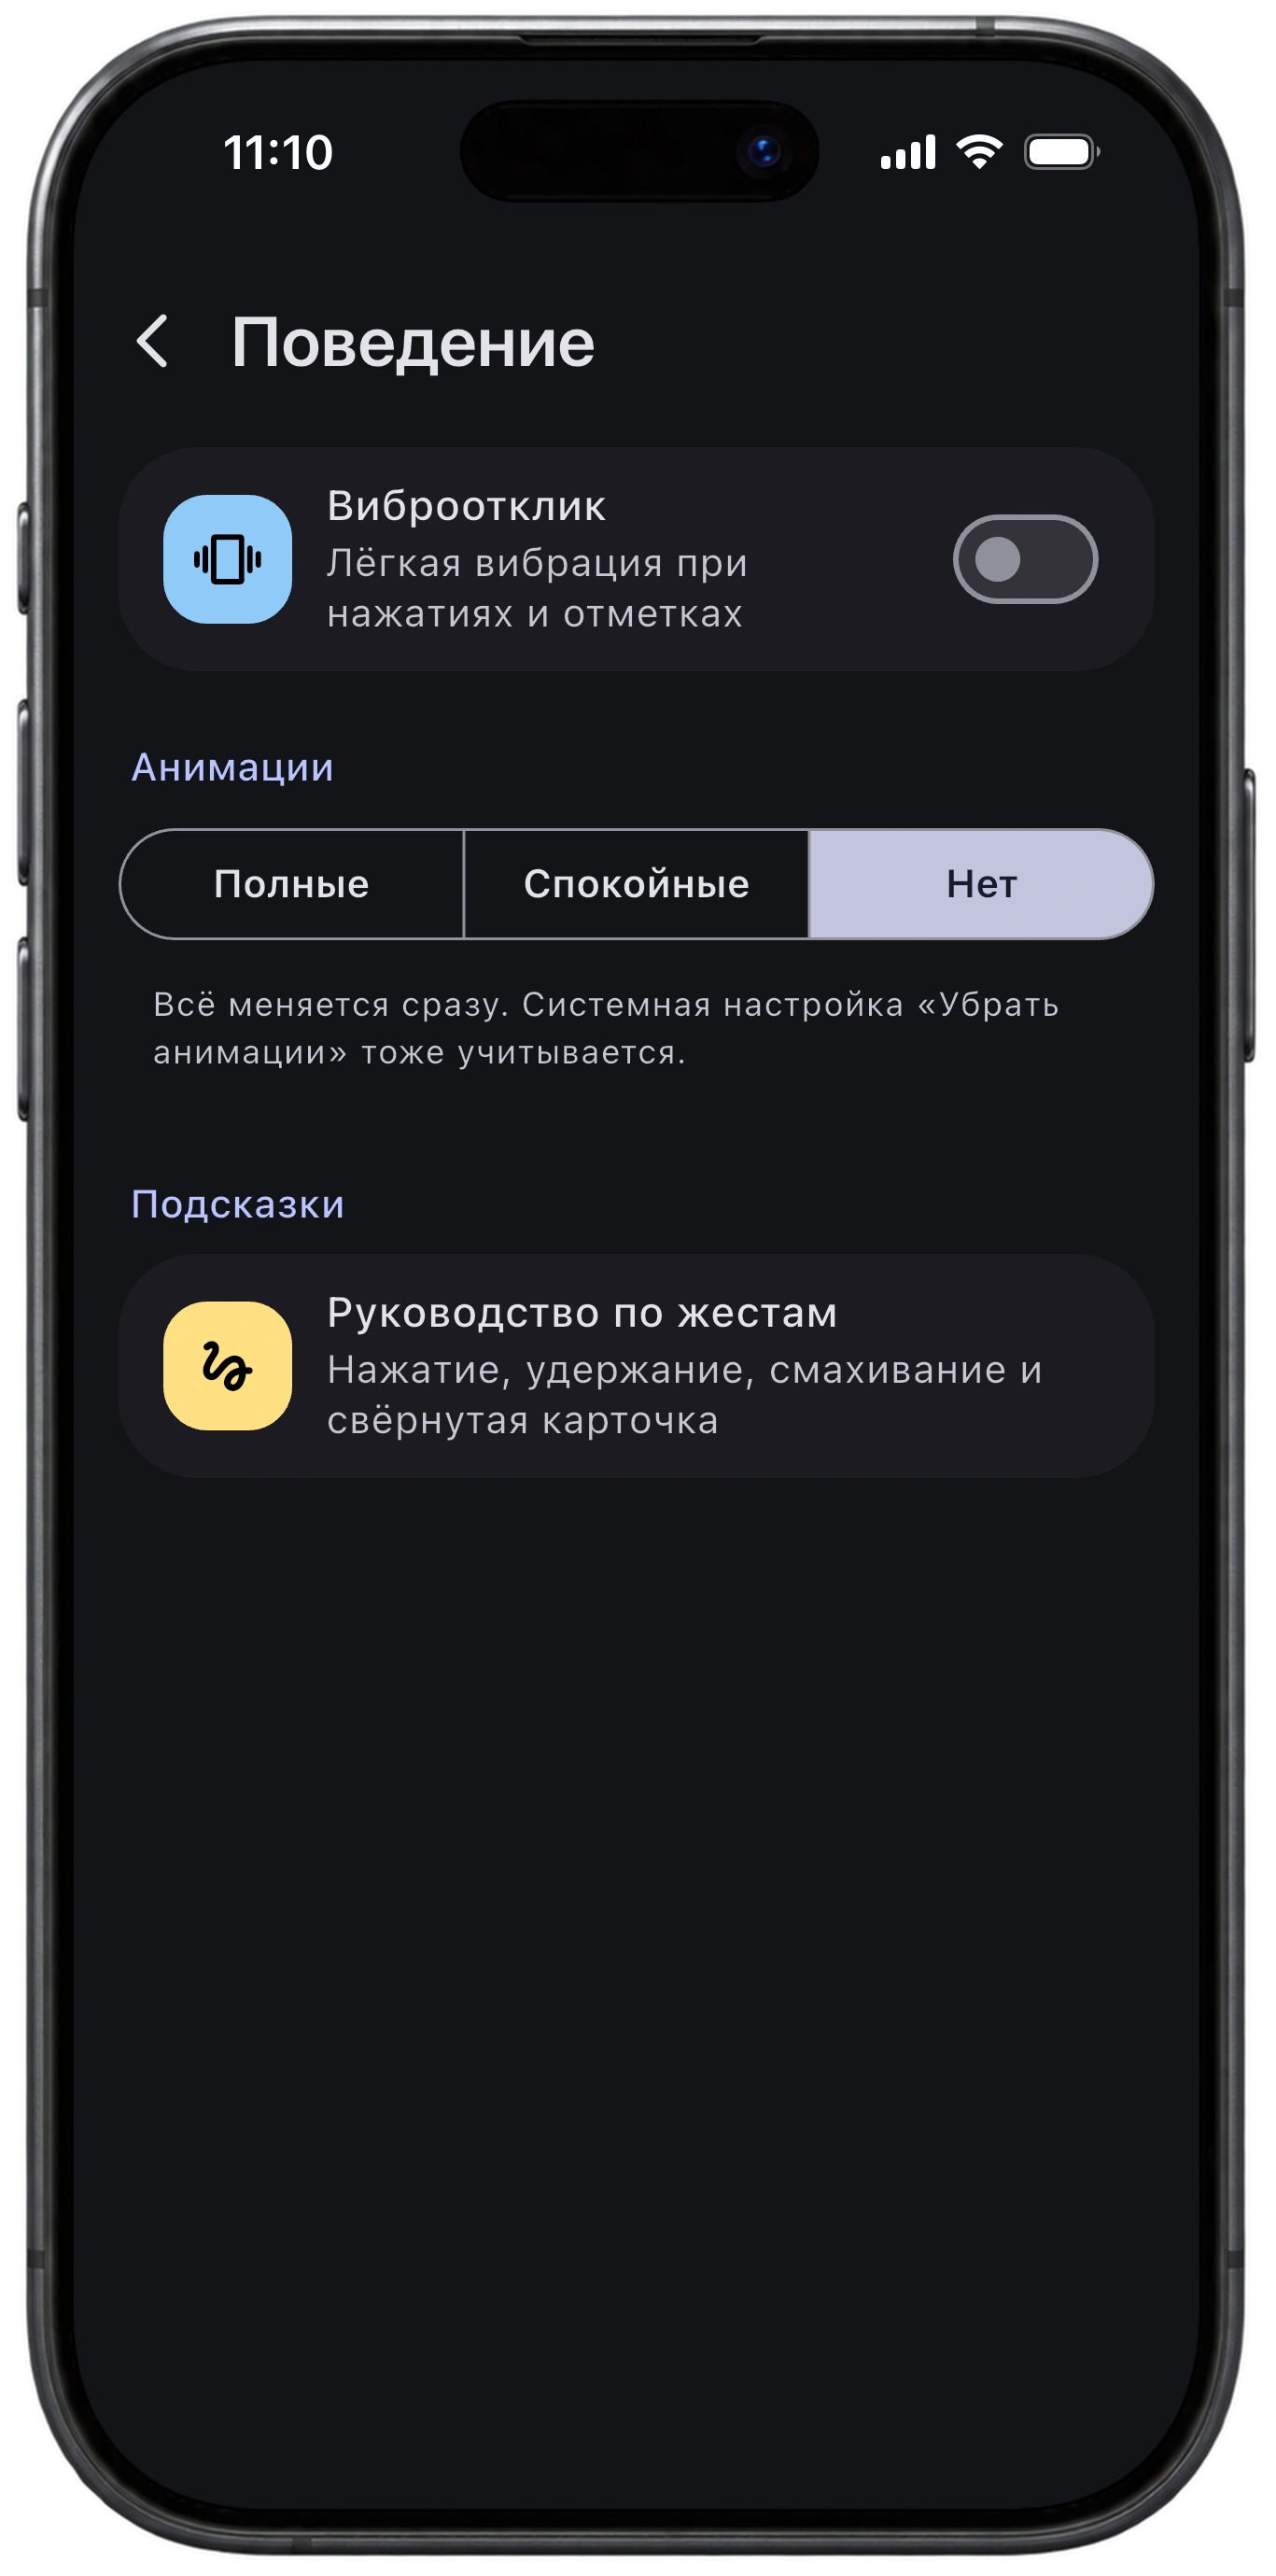 11:10
Поведение
Виброотклик
Лёгкая вибрация при
нажатиях и отметках
Анимации
Полные Спокойные Нет
Всё меняется сразу. Системная настройка «Убрать
анимации» тоже учитывается.
Подсказки
Руководство по жестам
Нажатие, удержание, смахивание и
свёрнутая карточка